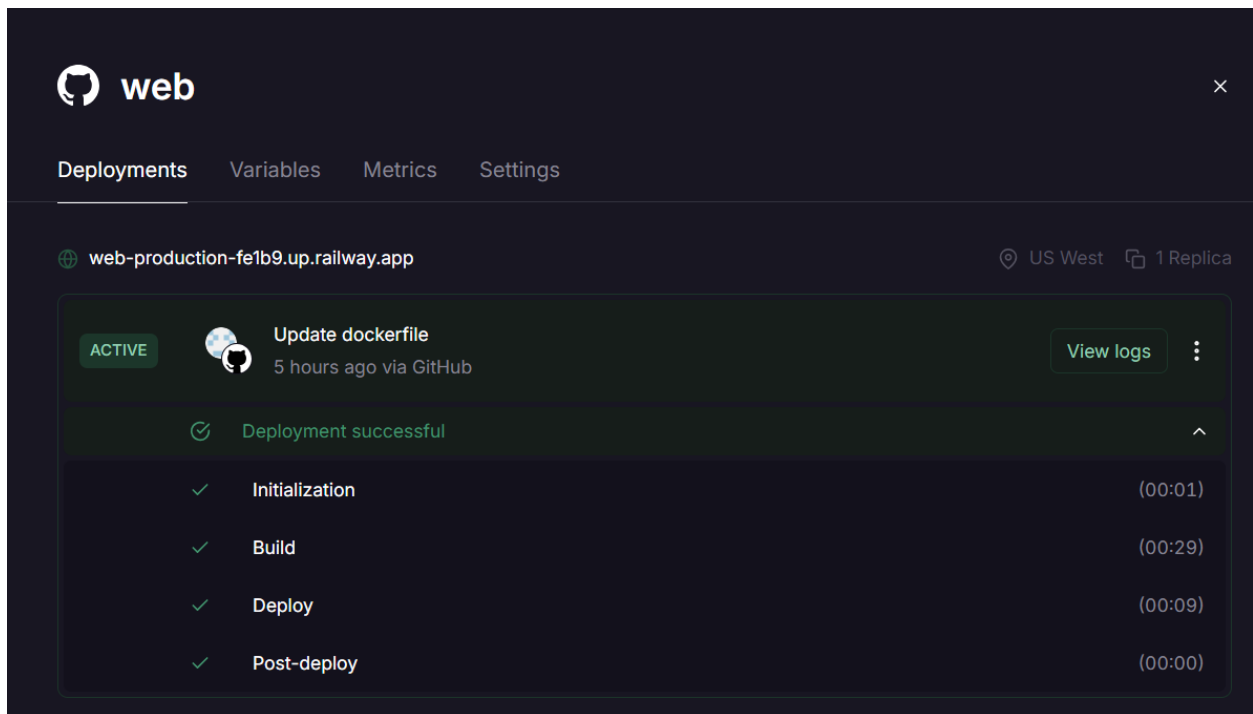 web
Deployments Variables Metrics Settings
web-production-fe1b9.up.railway.app US West 1 Replica
ACTIVE Update dockerfile View logs
5 hours ago via GitHub
Deployment successful
Initialization (00:01)
Build (00:29)
Deploy (00:09)
Post-deploy (00:00)